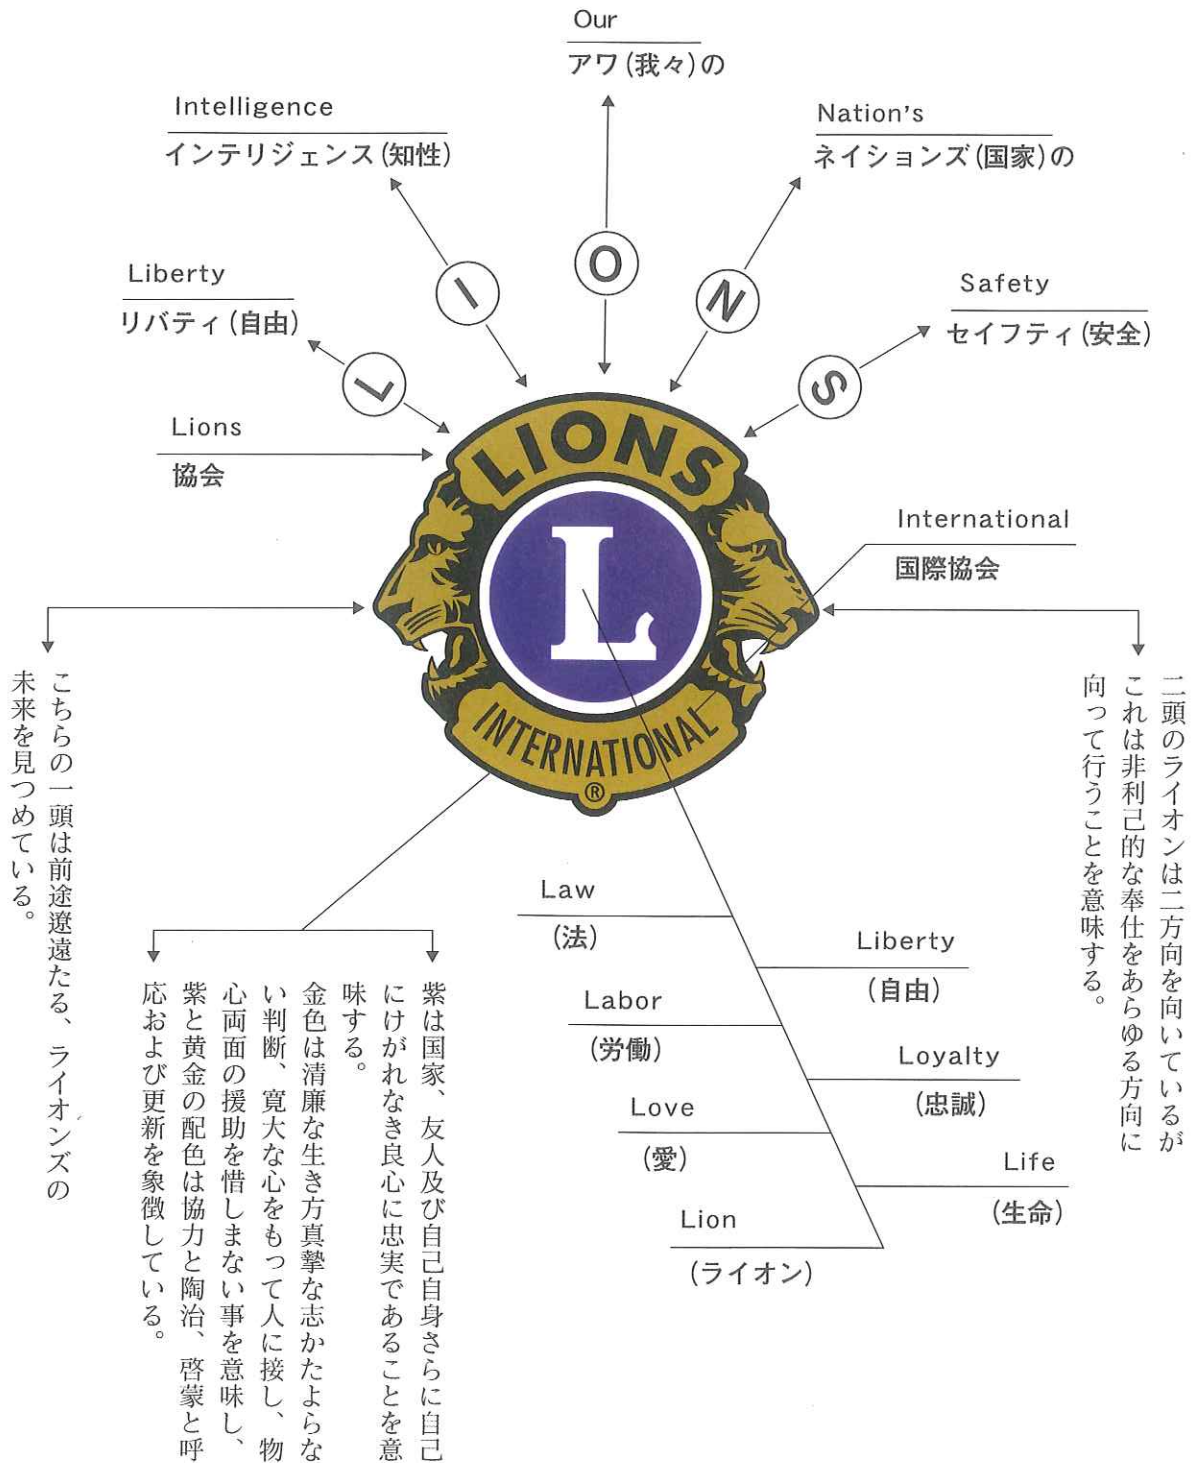 Our
アワ(我々)の
Intelligence
インテリジェンス(知性)
Nation's
ネイションズ(国家)の
Liberty
リバティ(自由)
Safety
セイフティ(安全)
L
I
O
N
S
Lions
協会
LIONS
L
INTERNATIONAL
®
International
国際協会
二頭のライオンは二方向を向いているが
これは非利己的な奉仕をあらゆる方向に
向って行うことを意味する。
こちらの一頭は前途遼遠たる、ライオンズの
未来を見つめている。
Law
(法)
Liberty
(自由)
Labor
(労働)
Loyalty
(忠誠)
Love
(愛)
Life
(生命)
Lion
(ライオン)
紫は国家、友人及び自己自身さらに自己
にけがれなき良心に忠実であることを意
味する。
金色は清廉な生き方真摯な志かたよらな
い判断、寛大な心をもって人に接し、物
心両面の援助を惜しまない事を意味し、
紫と黄金の配色は協力と陶冶、啓蒙と呼
応および更新を象徴している。